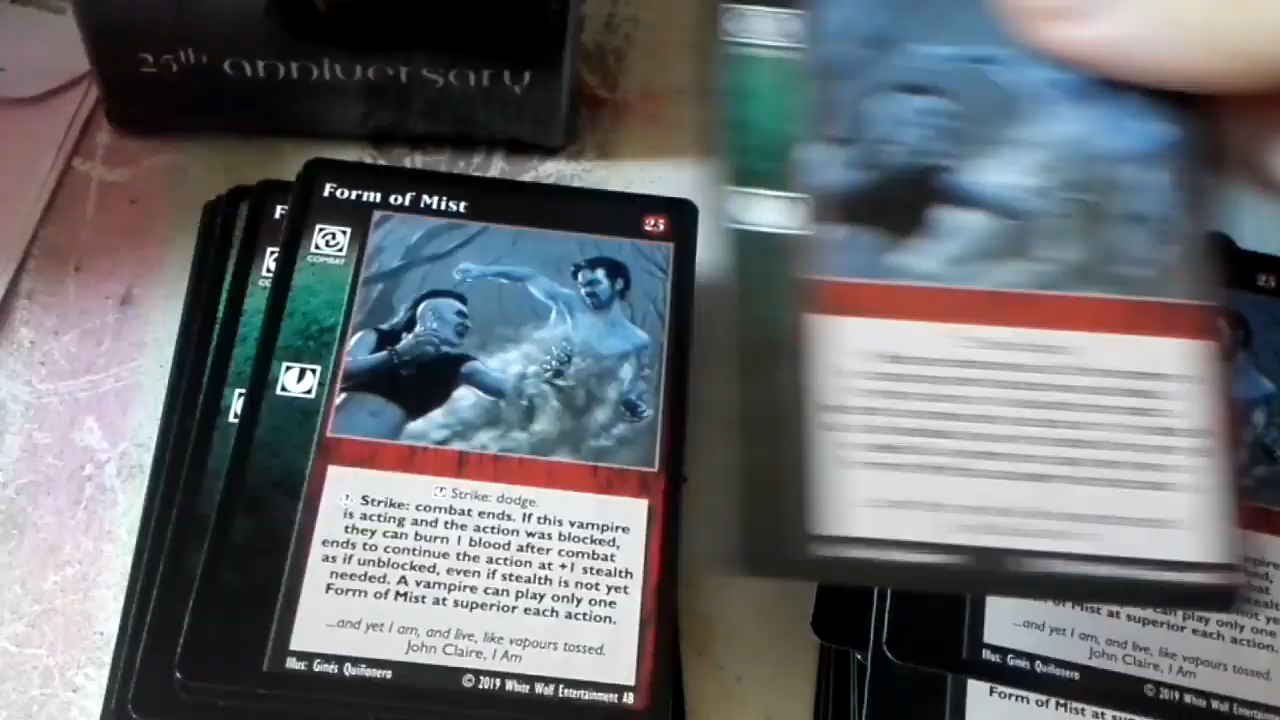 25th anniversary
Form of Mist
25
COMBAT
Strike: dodge.
Strike: combat ends. If this vampire
is acting and the action was blocked,
they can burn 1 blood after combat
ends to continue the action at +1 stealth
as if unblocked, even if stealth is not yet
needed. A vampire can play only one
Form of Mist at superior each action.
...and yet I am, and live, like vapours tossed.
John Claire, I Am
Illus: Ginés Quiñonero
© 2019 White Wolf Entertainment AB
F
25
can play only one
of Mist at superior each action.
...and yet I am, and live, like vapours tossed.
John Claire, I Am
Illus: Ginés Quiñonero
© 2019 White Wolf
Form of Mist at